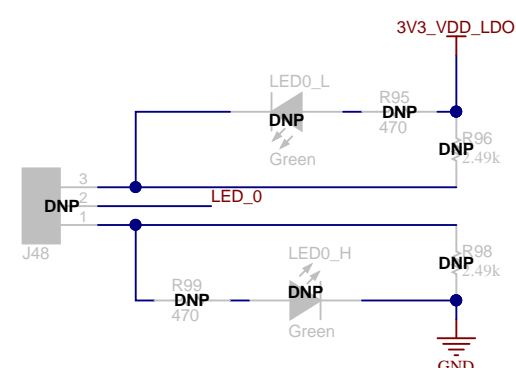 3V3_VDD_LDO
LED0_L
R95
DNP
DNP
470
Green
R96
DNP
2.49k
3
DNP
2
LED_0
1
J48
LED0_H
R98
DNP
2.49k
R99
DNP
DNP
470
Green
GND